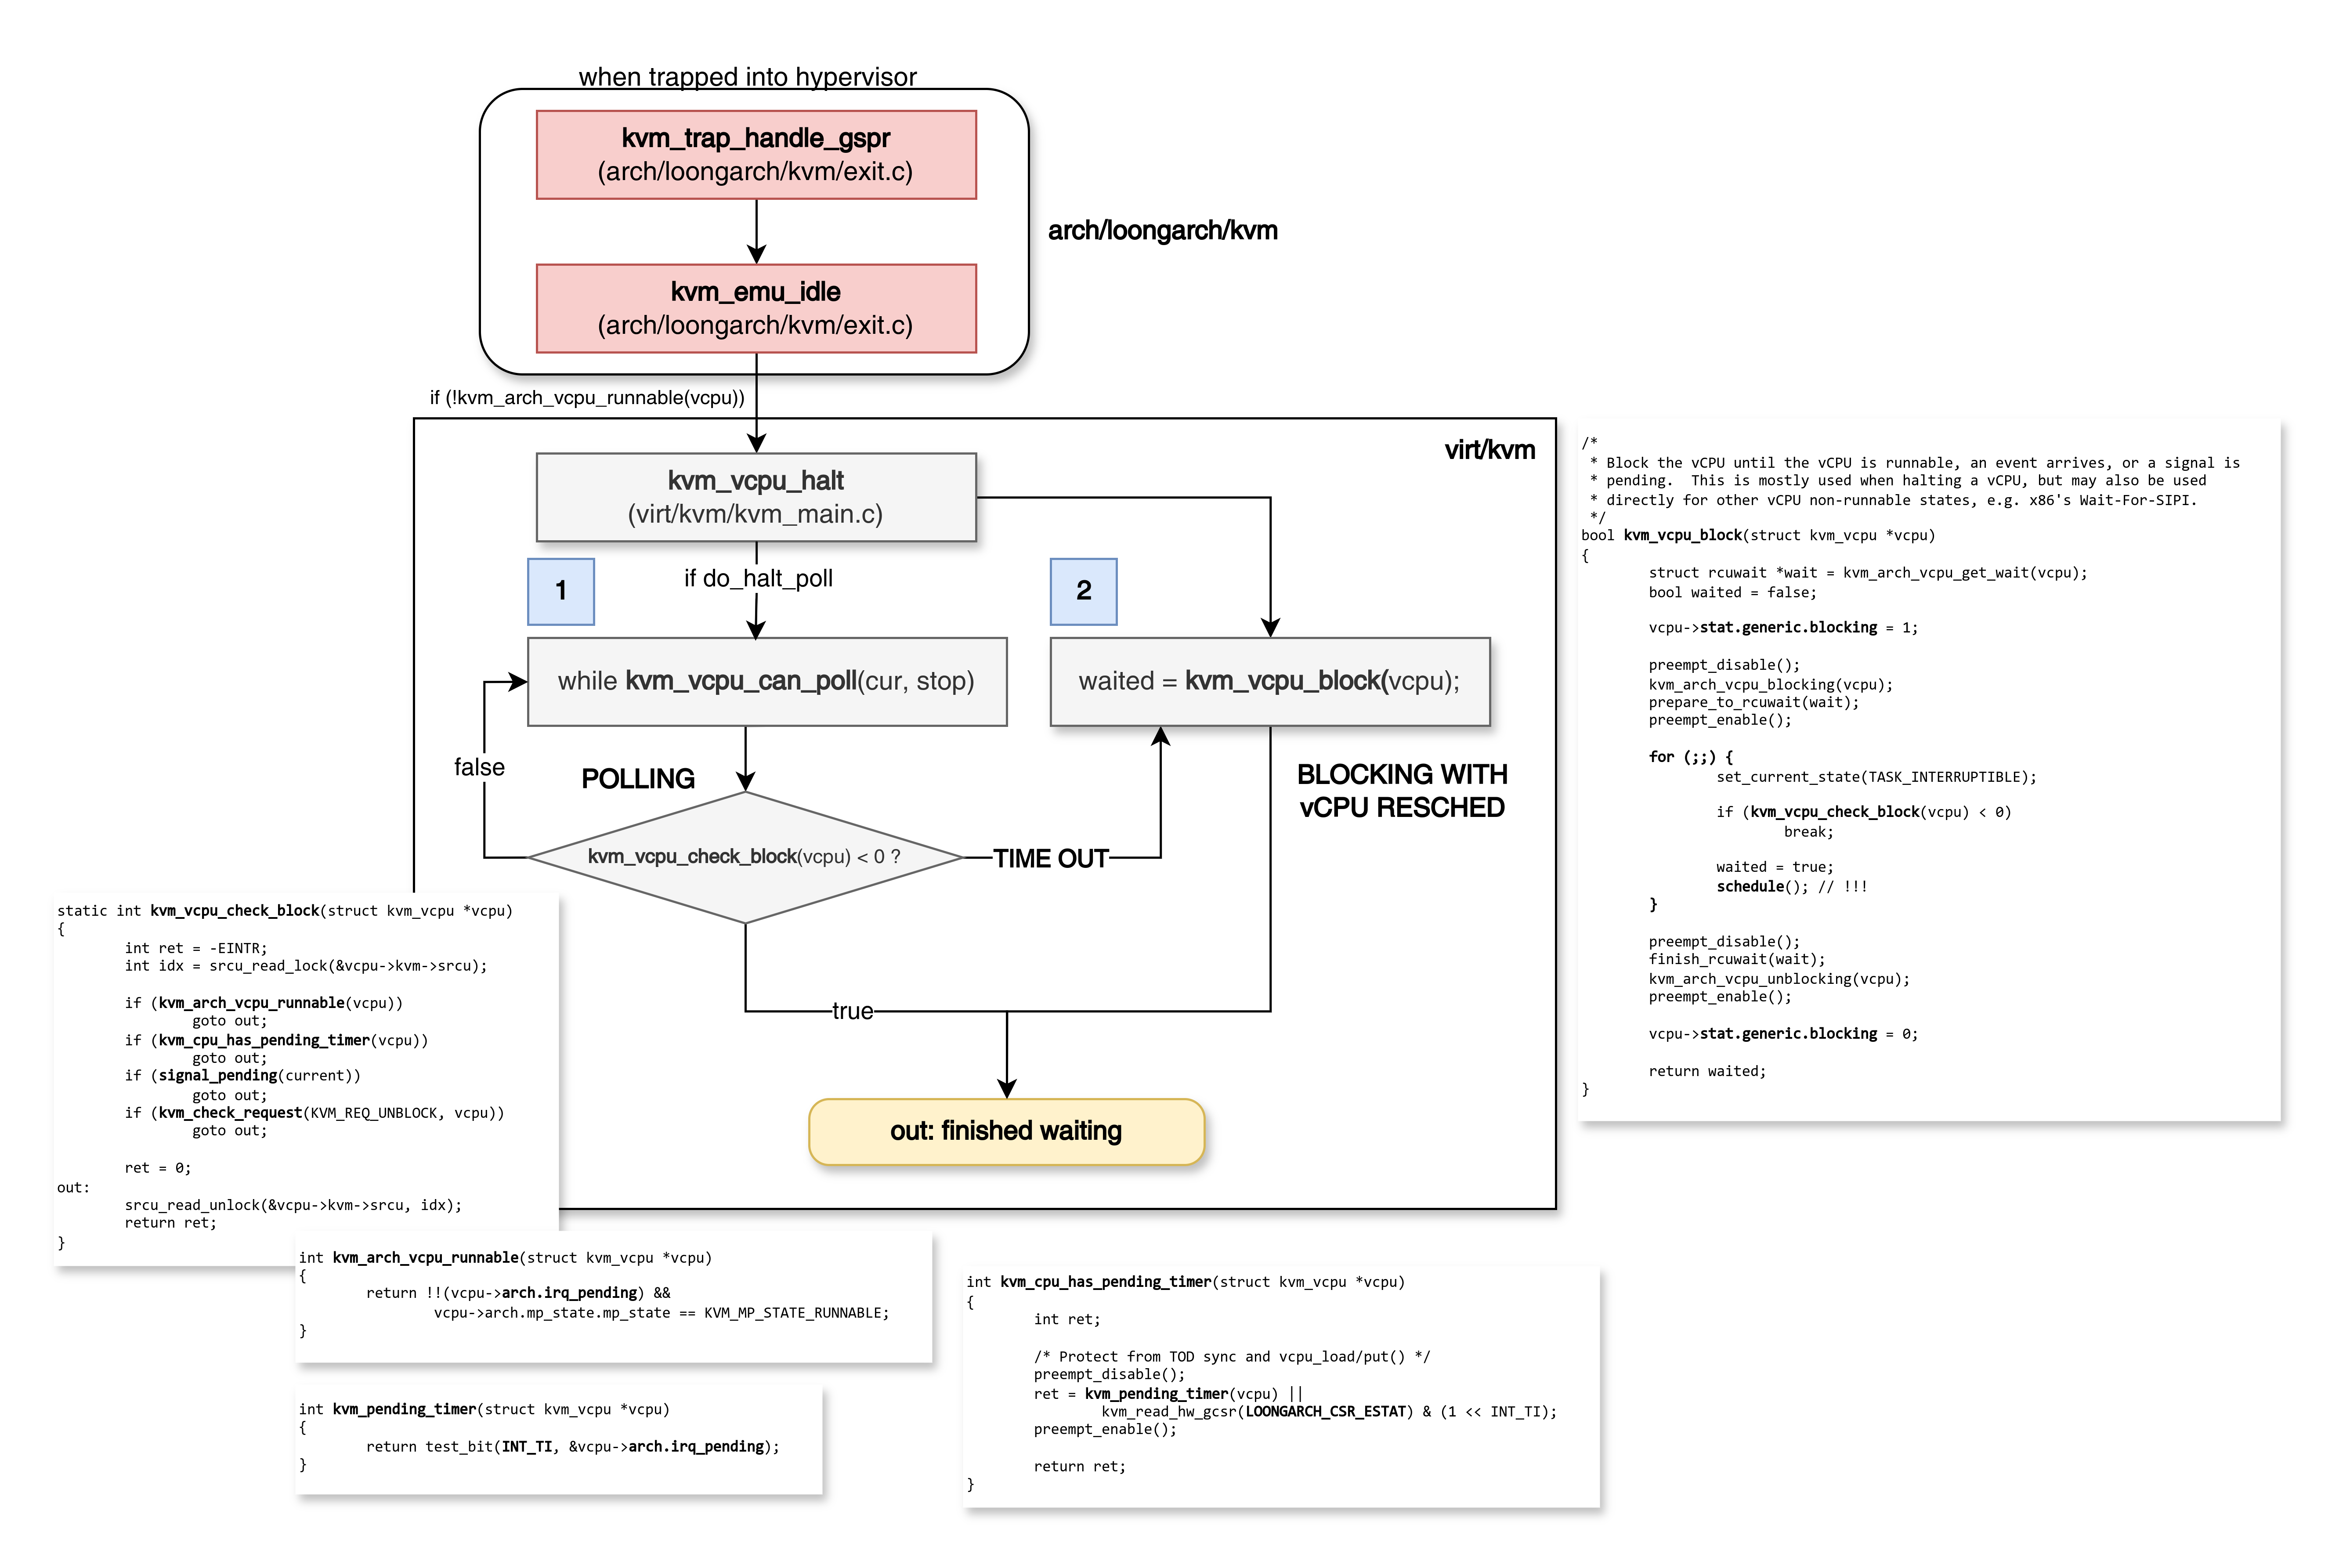 when trapped into hypervisor
kvm_trap_handle_gspr
(arch/loongarch/kvm/exit.c)
arch/loongarch/kvm
kvm_emu_idle
(arch/loongarch/kvm/exit.c)
if (!kvm_arch_vcpu_runnable(vcpu))
virt/kvm
kvm_vcpu_halt
(virt/kvm/kvm_main.c)
1
if do_halt_poll
2
while kvm_vcpu_can_poll(cur, stop)
waited = kvm_vcpu_block(vcpu);
false
POLLING
BLOCKING WITH
vCPU RESCHED
kvm_vcpu_check_block(vcpu) < 0 ?
TIME OUT
true
out: finished waiting
/*
 * Block the vCPU until the vCPU is runnable, an event arrives, or a signal is
 * pending.  This is mostly used when halting a vCPU, but may also be used
 * directly for other vCPU non-runnable states, e.g. x86's Wait-For-SIPI.
 */
bool kvm_vcpu_block(struct kvm_vcpu *vcpu)
{
        struct rcuwait *wait = kvm_arch_vcpu_get_wait(vcpu);
        bool waited = false;
        vcpu->stat.generic.blocking = 1;
        preempt_disable();
        kvm_arch_vcpu_blocking(vcpu);
        prepare_to_rcuwait(wait);
        preempt_enable();
        for (;;) {
                set_current_state(TASK_INTERRUPTIBLE);
                if (kvm_vcpu_check_block(vcpu) < 0)
                        break;
                waited = true;
                schedule(); // !!!
        }
        preempt_disable();
        finish_rcuwait(wait);
        kvm_arch_vcpu_unblocking(vcpu);
        preempt_enable();
        vcpu->stat.generic.blocking = 0;
        return waited;
}
static int kvm_vcpu_check_block(struct kvm_vcpu *vcpu)
{
        int ret = -EINTR;
        int idx = srcu_read_lock(&vcpu->kvm->srcu);
        if (kvm_arch_vcpu_runnable(vcpu))
                goto out;
        if (kvm_cpu_has_pending_timer(vcpu))
                goto out;
        if (signal_pending(current))
                goto out;
        if (kvm_check_request(KVM_REQ_UNBLOCK, vcpu))
                goto out;
        ret = 0;
out:
        srcu_read_unlock(&vcpu->kvm->srcu, idx);
        return ret;
}
int kvm_arch_vcpu_runnable(struct kvm_vcpu *vcpu)
{
        return !!(vcpu->arch.irq_pending) &&
                vcpu->arch.mp_state.mp_state == KVM_MP_STATE_RUNNABLE;
}
int kvm_pending_timer(struct kvm_vcpu *vcpu)
{
        return test_bit(INT_TI, &vcpu->arch.irq_pending);
}
int kvm_cpu_has_pending_timer(struct kvm_vcpu *vcpu)
{
        int ret;
        /* Protect from TOD sync and vcpu_load/put() */
        preempt_disable();
        ret = kvm_pending_timer(vcpu) ||
                kvm_read_hw_gcsr(LOONGARCH_CSR_ESTAT) & (1 << INT_TI);
        preempt_enable();
        return ret;
}